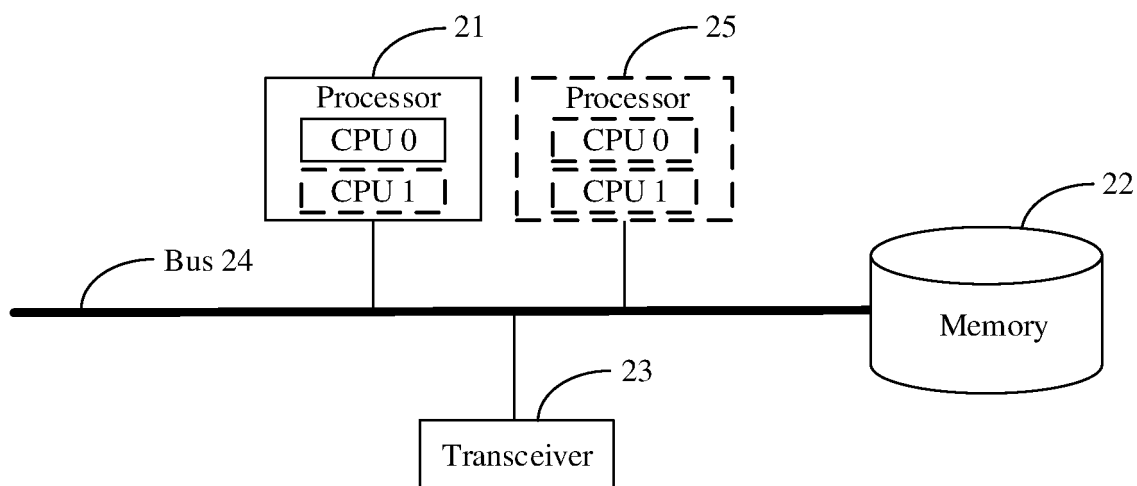 21
25
Processor
CPU 0
CPU 1
Processor
CPU 0
CPU 1
22
Bus 24
Memory
23
Transceiver